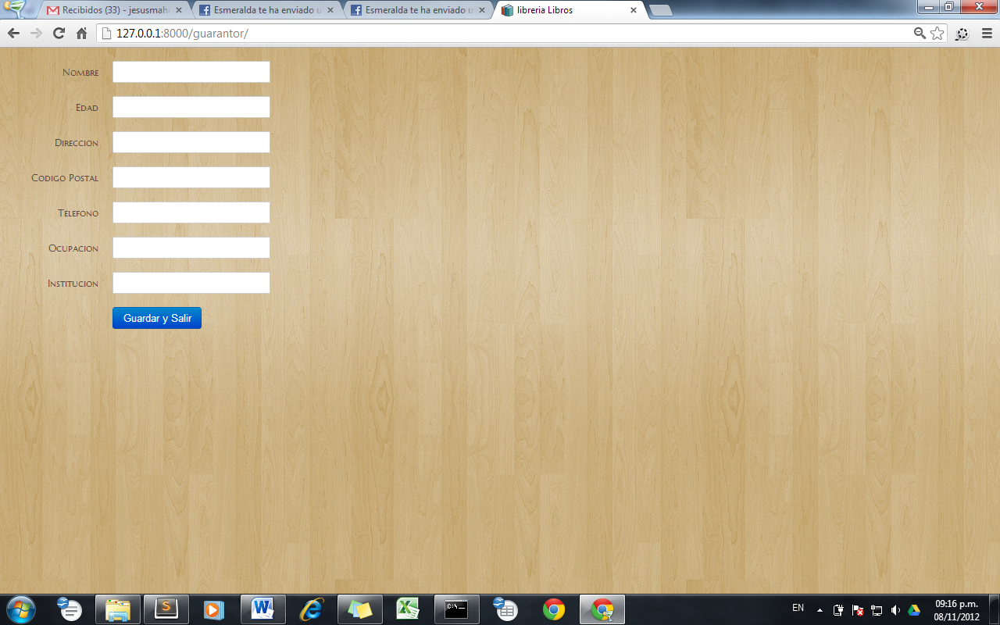 Recibidos (33) - jesusmah
Esmeralda te ha enviado u
Esmeralda te ha enviado u
libreria Libros
127.0.0.1:8000/guarantor/
Nombre
Edad
Direccion
Codigo Postal
Telefono
Ocupacion
Institucion
Guardar y Salir
EN
09:16 p.m.
08/11/2012